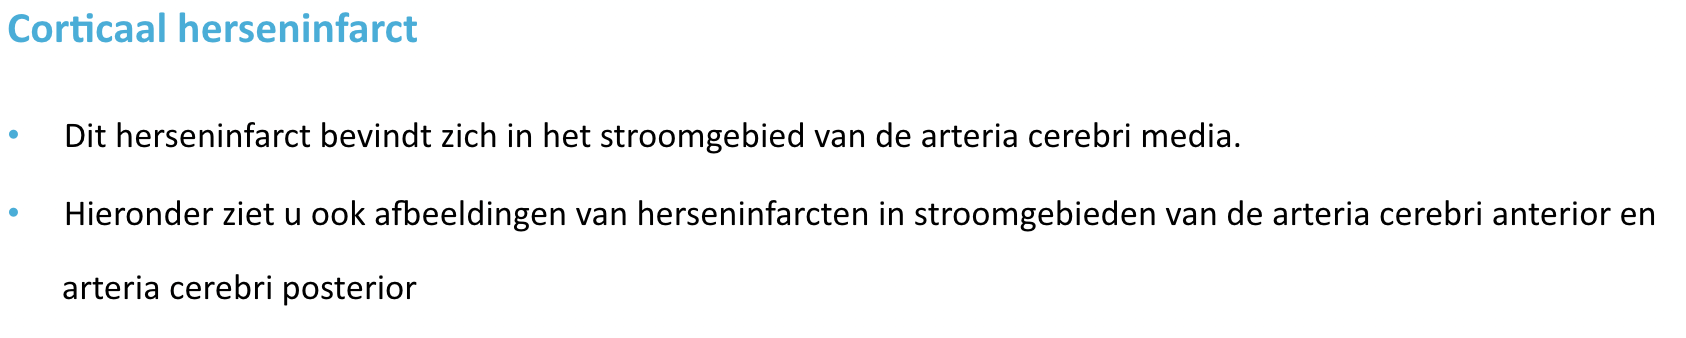 Corticaal herseninfarct
• Dit herseninfarct bevindt zich in het stroomgebied van de arteria cerebri media.
• Hieronder ziet u ook afbeeldingen van herseninfarcten in stroomgebieden van de arteria cerebri anterior en
arteria cerebri posterior